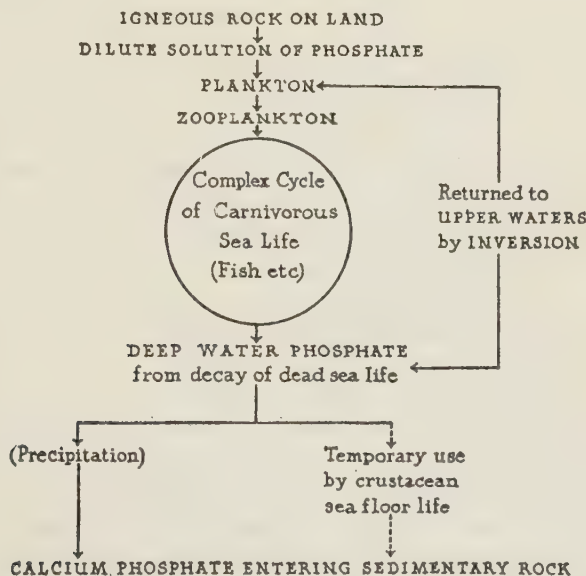 IGNEOUS ROCK ON LAND
DILUTE SOLUTION OF PHOSPHATE
PLANKTON
ZOOPLANKTON
Complex Cycle
of Carnivorous
Sea Life
(Fish etc)
Returned to
UPPER WATERS
by INVERSION
DEEP WATER PHOSPHATE
from decay of dead sea life
(Precipitation)
Temporary use
by crustacean
sea floor life
CALCIUM PHOSPHATE ENTERING SEDIMENTARY ROCK